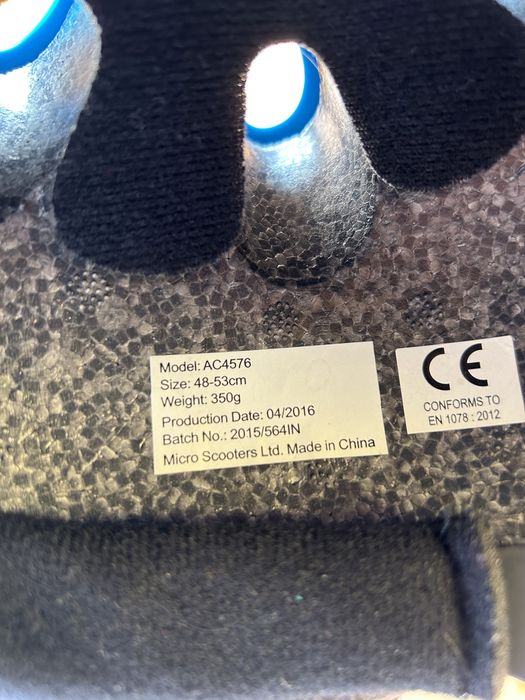 Model: AC4576
Size: 48-53cm
Weight: 350g
Production Date: 04/2016
Batch No.: 2015/564IN
Micro Scooters Ltd. Made in China
CE
CONFORMS TO
EN 1078 : 2012